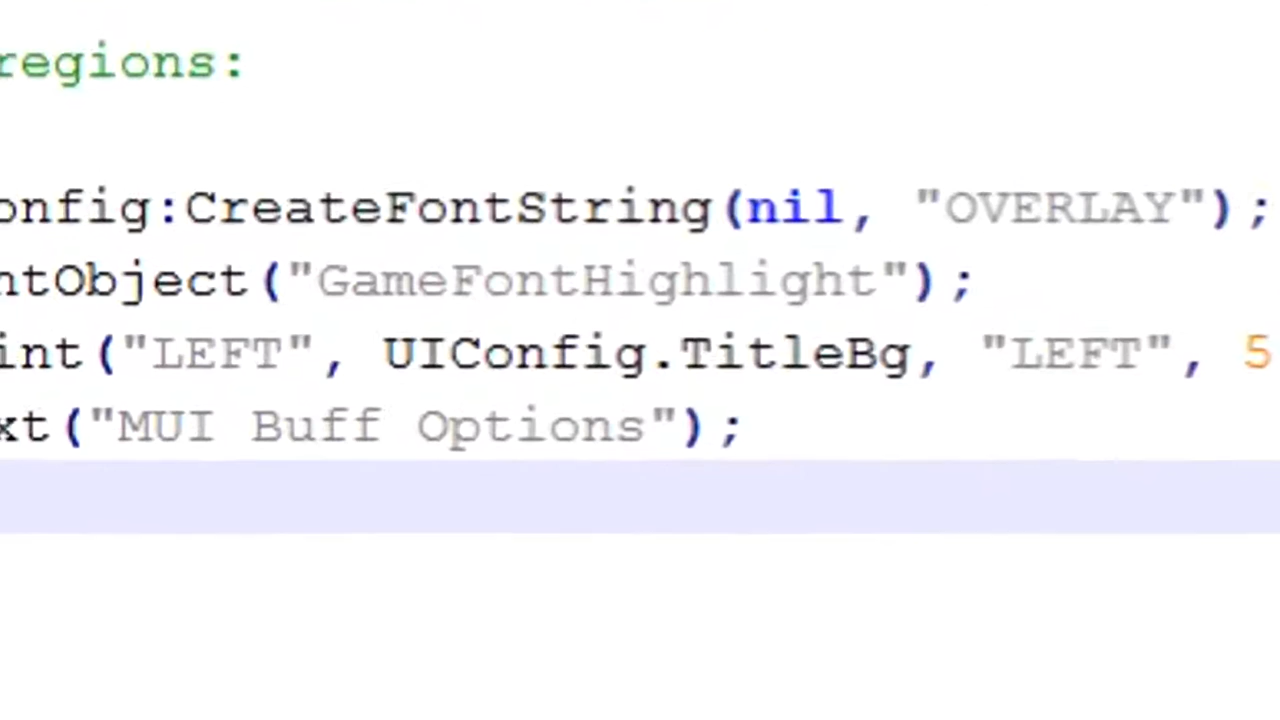 regions:
onfig:CreateFontString(nil, "OVERLAY");
ntObject("GameFontHighlight");
int("LEFT", UIConfig.TitleBg, "LEFT", 5
xt("MUI Buff Options");